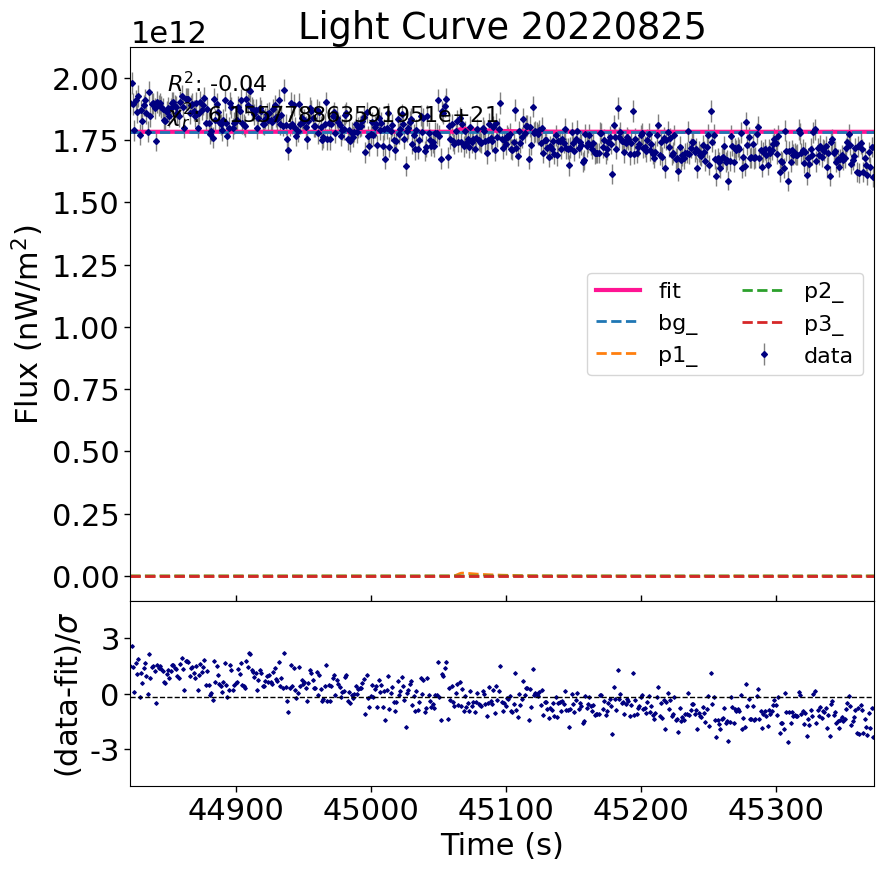 Light Curve 20220825
1e12
R²: -0.04
2.00
1.75
1.50
1.25
1.00
0.75
0.50
0.25
0.00
Flux (nW/m²)
fit
bg_
p1_
p2_
p3_
data
3
0
-3
(data-fit)/σ
44900 45000 45100 45200 45300
Time (s)